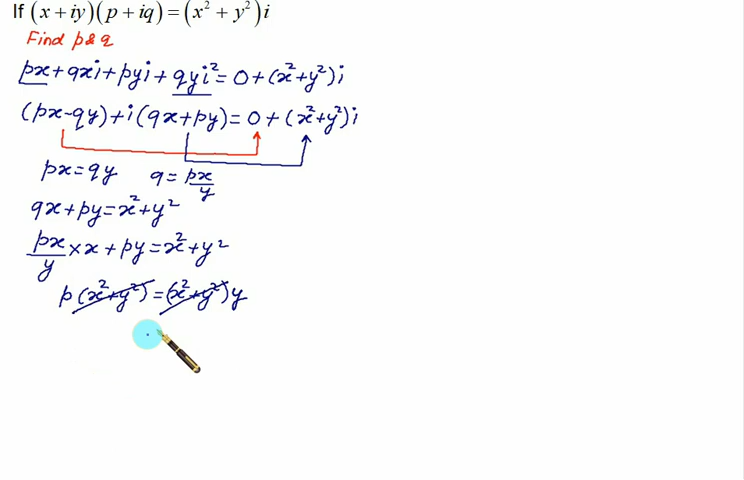 If (x + iy)(p + iq) = (x² + y²)i
Find p & q
px + qxi + pyi + qyi² = 0 + (x² + y²)i
(px - qy) + i(qx + py) = 0 + (x² + y²)i
px = qy q = px/y
qx + py = x² + y²
px/y × x + py = x² + y²
p(x² + y²) = (x² + y²)y